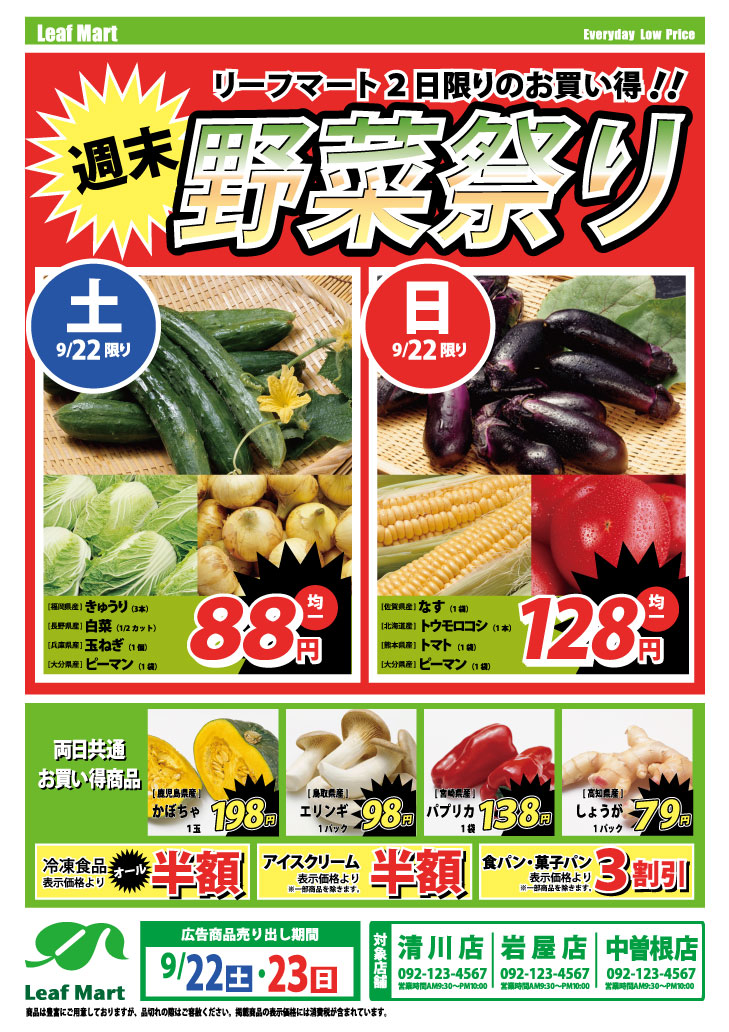 Leaf Mart
Everyday Low Price
リーフマート2日限りのお買い得!!
週末
野菜祭り
土
9/22限り
[福岡県産]きゅうり(3本)
[長野県産]白菜(1/2カット)
[兵庫県産]玉ねぎ(1個)
[大分県産]ピーマン(1袋)
88円
均一
日
9/22限り
[佐賀県産]なす(1袋)
[北海道産]トウモロコシ(1本)
[熊本県産]トマト(1袋)
[大分県産]ピーマン(1袋)
128円
均一
両日共通
お買い得商品
[鹿児島県産]
かぼちゃ
1玉
198円
[鳥取県産]
エリンギ
1パック
98円
[宮崎県産]
パプリカ
1袋
138円
[高知県産]
しょうが
1パック
79円
冷凍食品
表示価格より
オール
半額
アイスクリーム
表示価格より
※一部商品を除きます。
半額
食パン・菓子パン
表示価格より
※一部商品を除きます。
3割引
Leaf Mart
広告商品売り出し期間
9/22土・23日
対象店舗
清川店
092-123-4567
営業時間AM9:30〜PM10:00
岩屋店
092-123-4567
営業時間AM9:30〜PM10:00
中曽根店
092-123-4567
営業時間AM9:30〜PM10:00
商品は豊富にご用意しておりますが、品切れの際はご容赦ください。掲載商品の表示価格には消費税が含まれています。